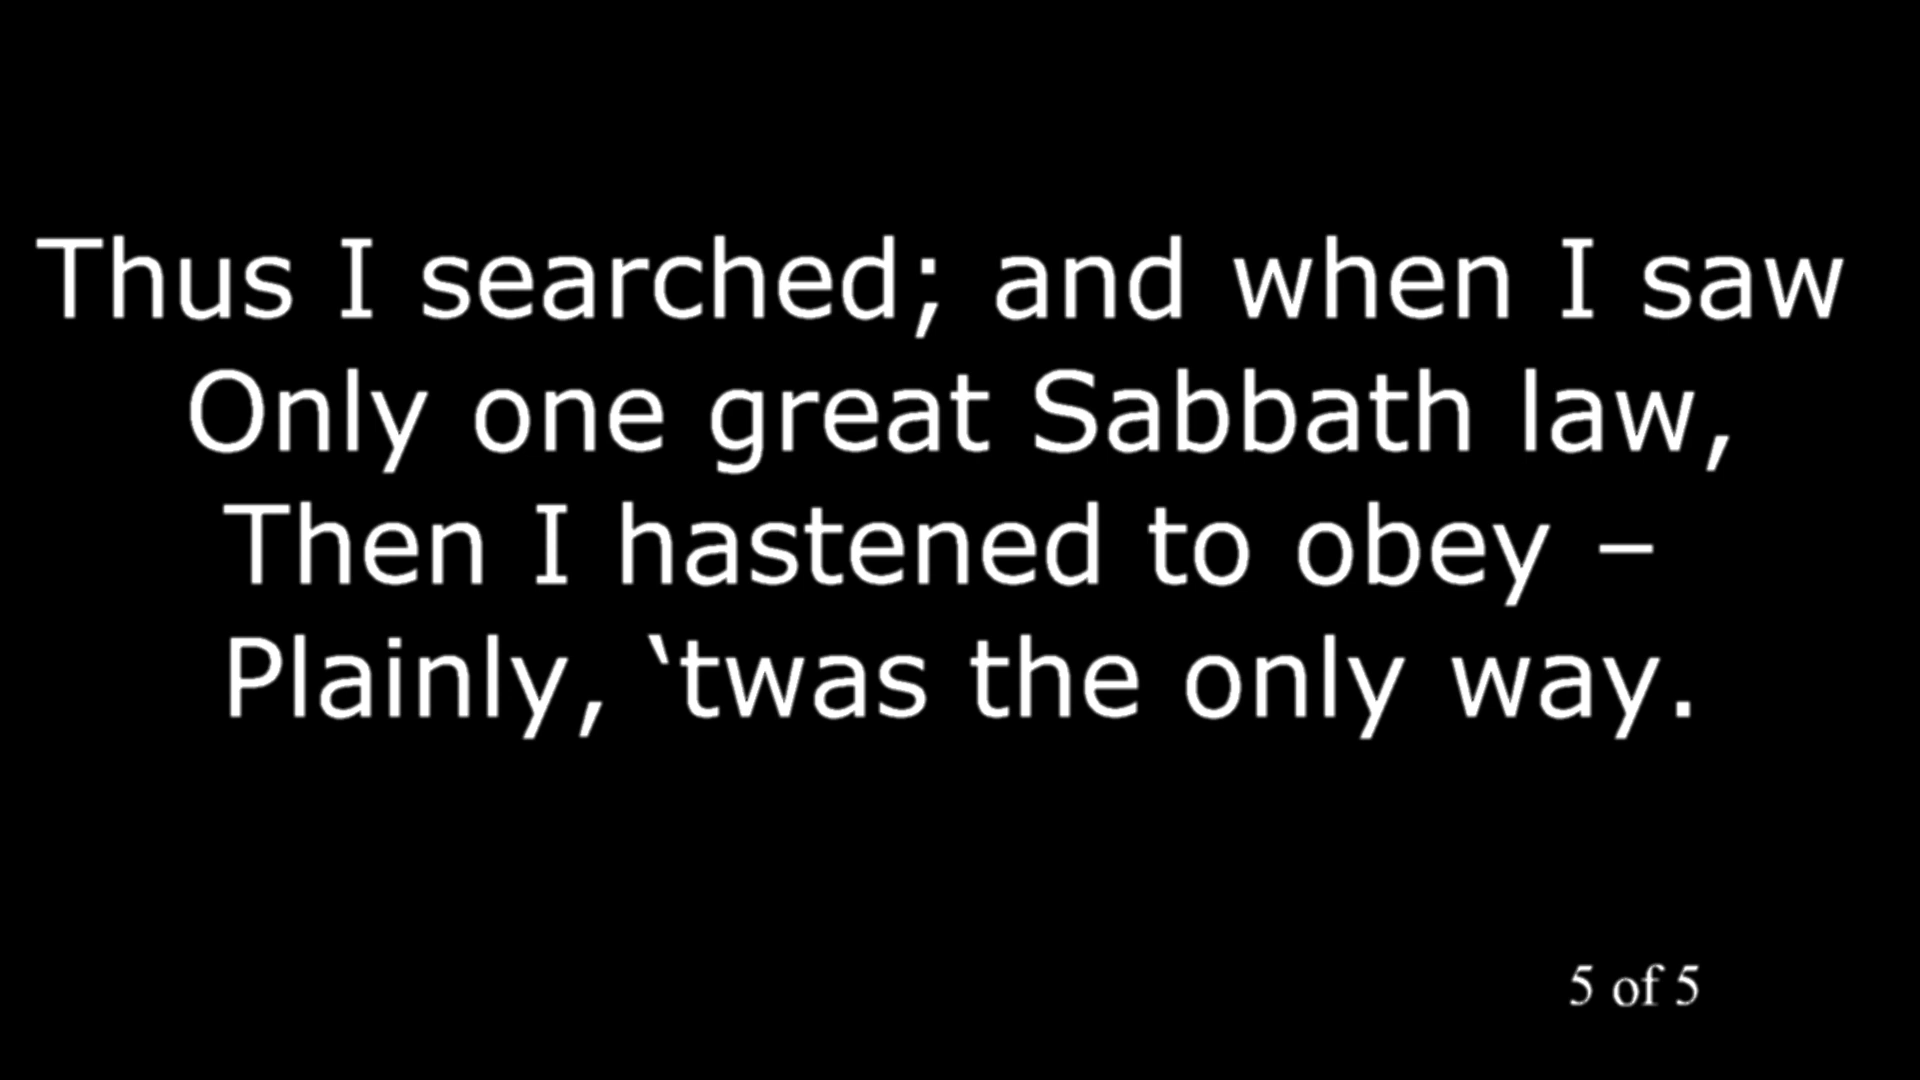 Thus I searched; and when I saw
Only one great Sabbath law,
Then I hastened to obey –
Plainly, ‘twas the only way.
5 of 5